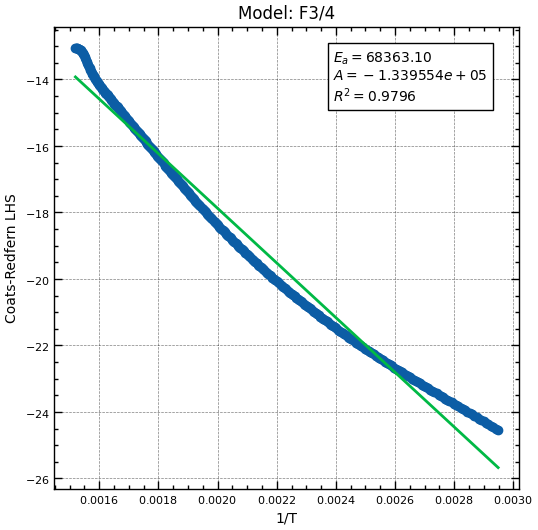 Model: F3/4
E_a = 68363.10
A = −1.339554e + 05
R² = 0.9796
−14
−16
−18
−20
−22
−24
−26
Coats-Redfern LHS
0.0016 0.0018 0.0020 0.0022 0.0024 0.0026 0.0028 0.0030
1/T